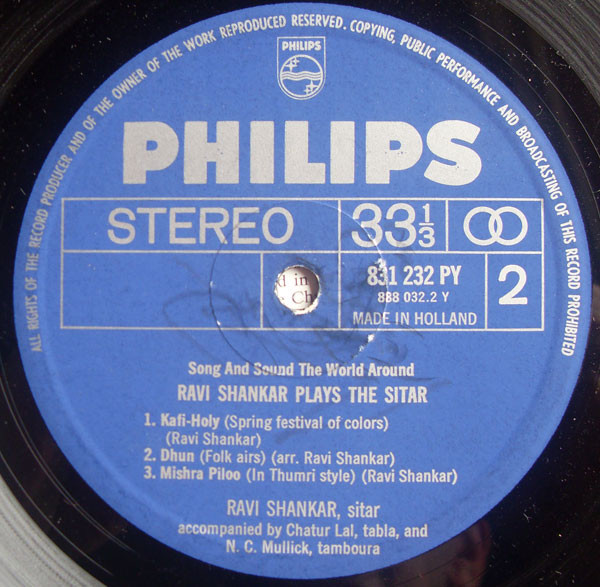 ALL RIGHTS OF THE RECORD PRODUCER AND OF THE OWNER OF THE WORK REPRODUCED RESERVED. COPYING, PUBLIC PERFORMANCE AND BROADCASTING OF THIS RECORD PROHIBITED
PHILIPS
PHILIPS
STEREO 33 1/3
831 232 PY 2
888 032.2 Y
MADE IN HOLLAND
in
Ch
Song And Sound The World Around
RAVI SHANKAR PLAYS THE SITAR
1. Kafi-Holy (Spring festival of colors)
(Ravi Shankar)
2. Dhun (Folk airs) (arr. Ravi Shankar)
3. Mishra Piloo (In Thumri style) (Ravi Shankar)
RAVI SHANKAR, sitar
accompanied by Chatur Lal, tabla, and
N. C. Mullick, tamboura